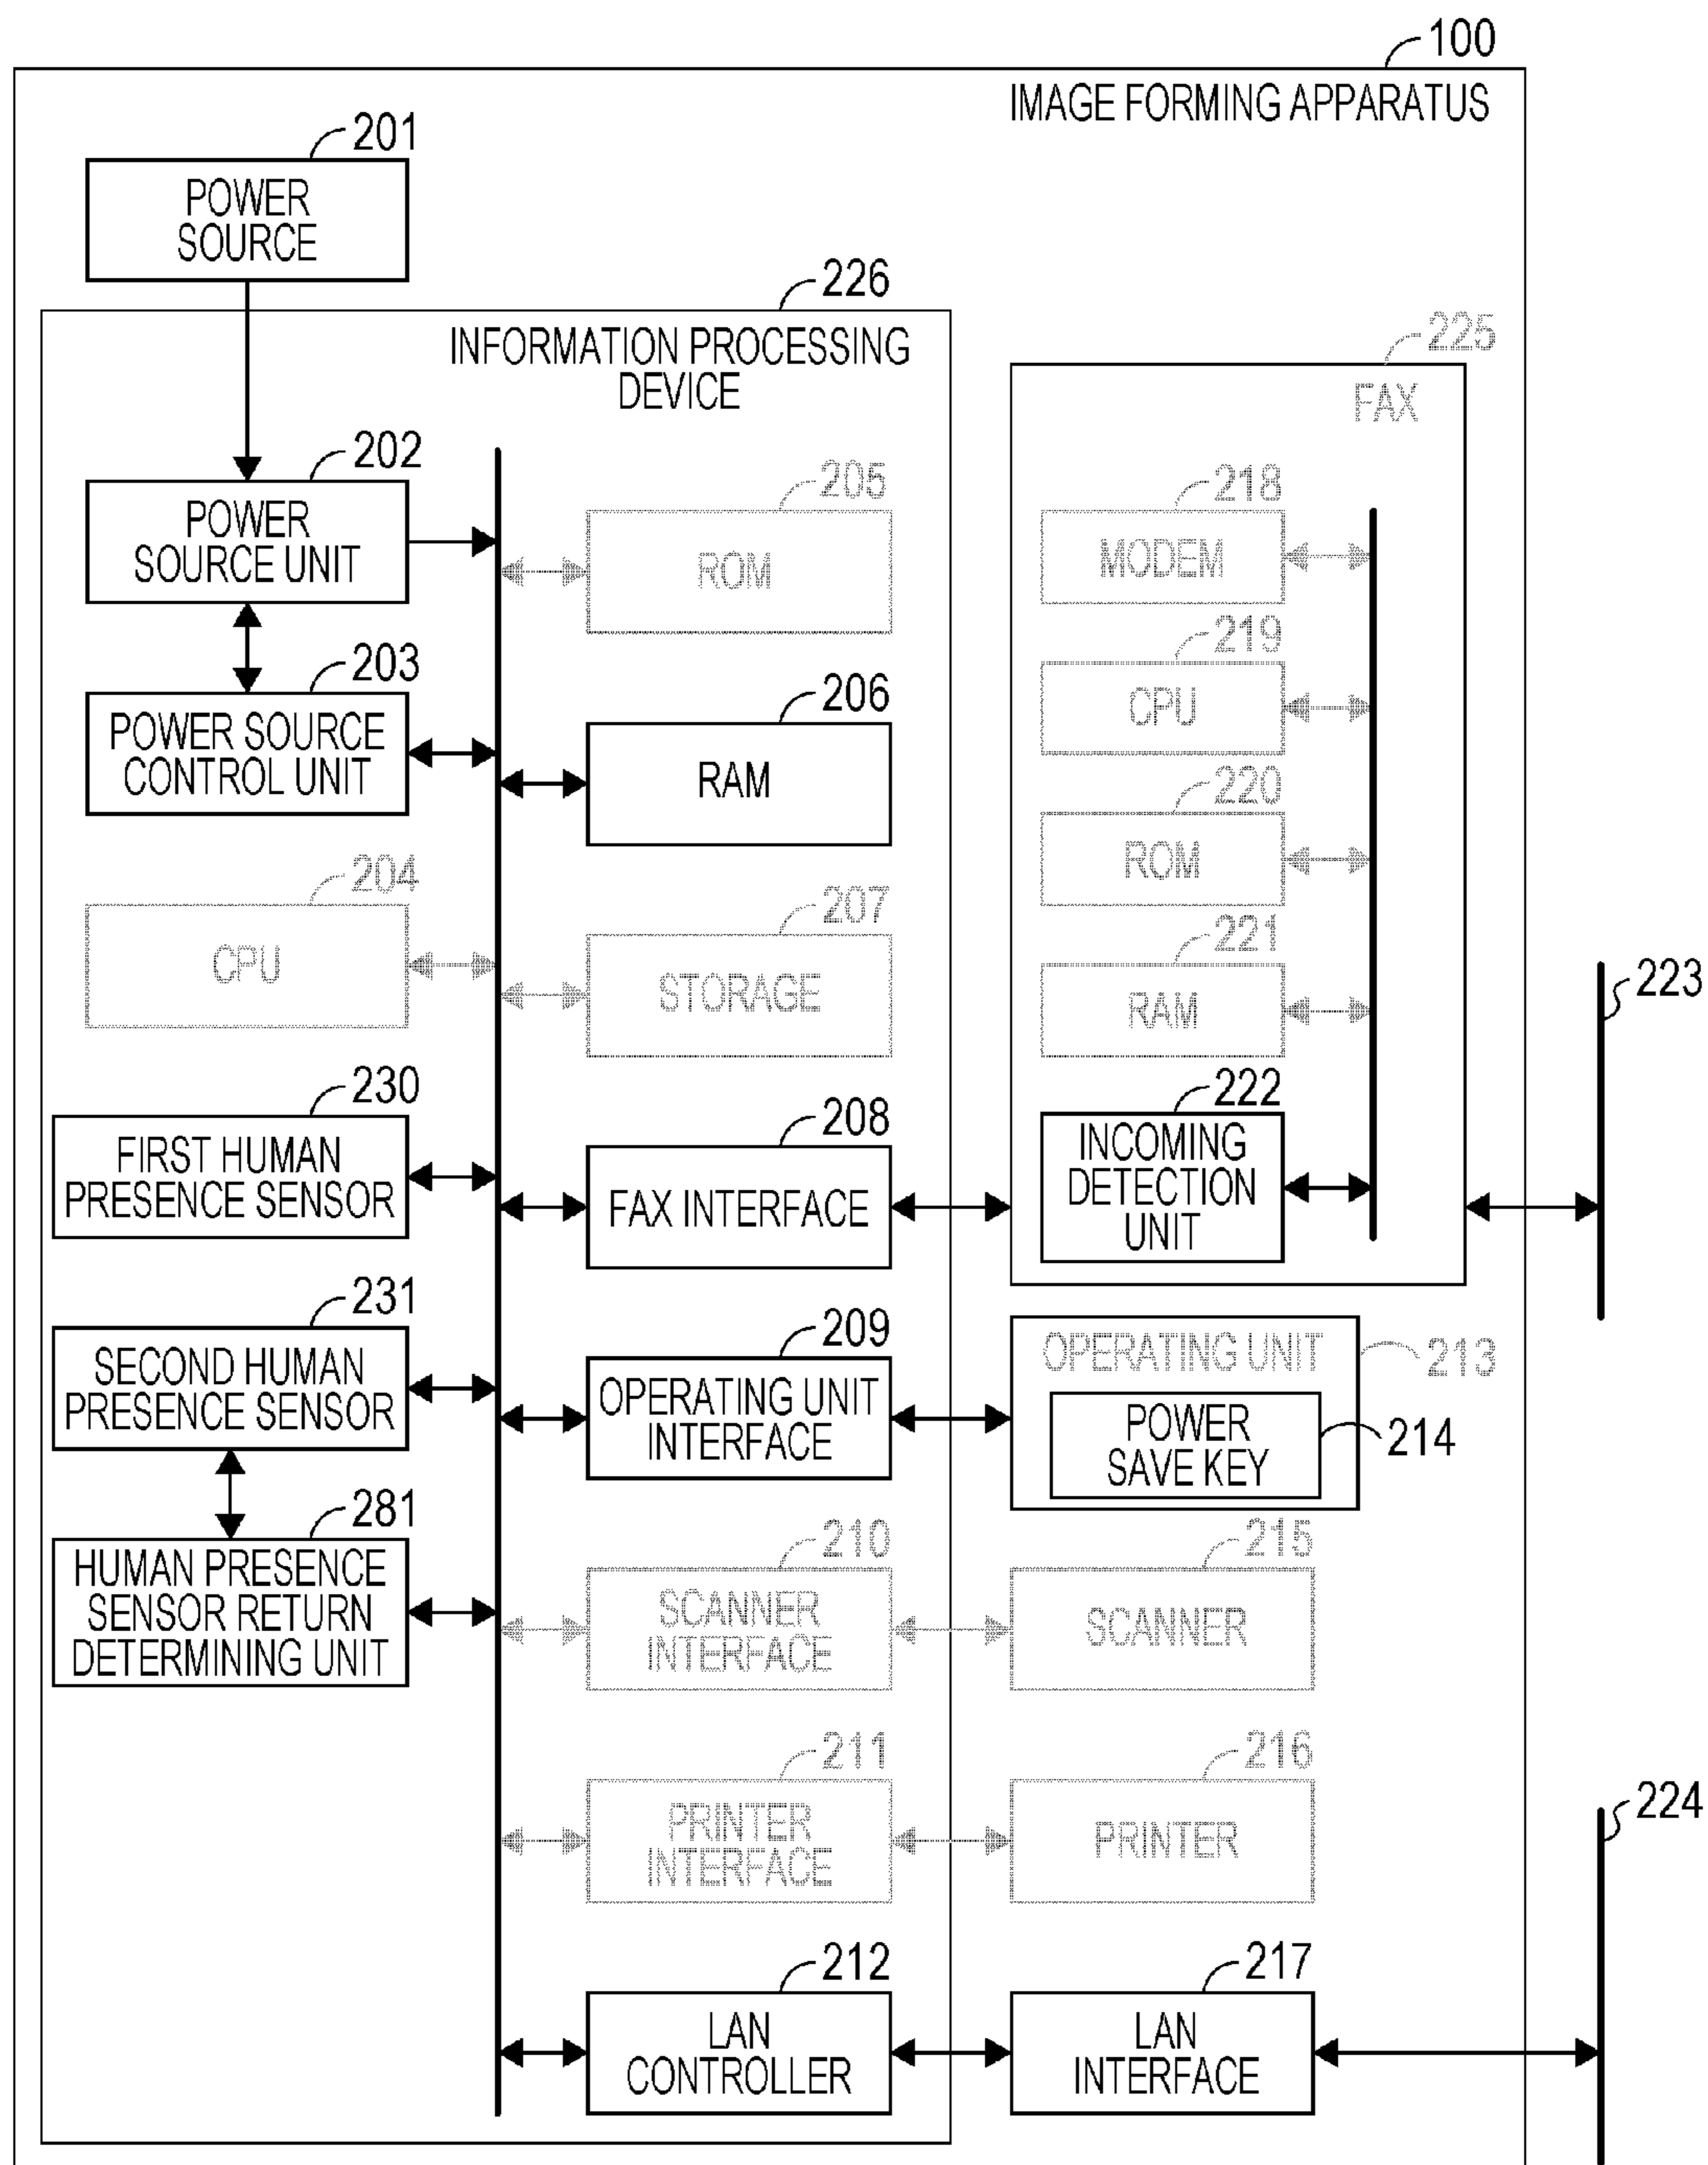 100
IMAGE FORMING APPARATUS
201
POWER
SOURCE
226
INFORMATION PROCESSING
DEVICE
202
POWER
SOURCE UNIT
203
POWER SOURCE
CONTROL UNIT
204
CPU
230
FIRST HUMAN
PRESENCE SENSOR
231
SECOND HUMAN
PRESENCE SENSOR
281
HUMAN PRESENCE
SENSOR RETURN
DETERMINING UNIT
205
ROM
206
RAM
207
STORAGE
208
FAX INTERFACE
209
OPERATING UNIT
INTERFACE
210
SCANNER
INTERFACE
211
PRINTER
INTERFACE
212
LAN
CONTROLLER
225
FAX
218
MODEM
219
CPU
220
ROM
221
RAM
222
INCOMING
DETECTION
UNIT
223
OPERATING UNIT
213
POWER
SAVE KEY
214
215
SCANNER
216
PRINTER
217
LAN
INTERFACE
224